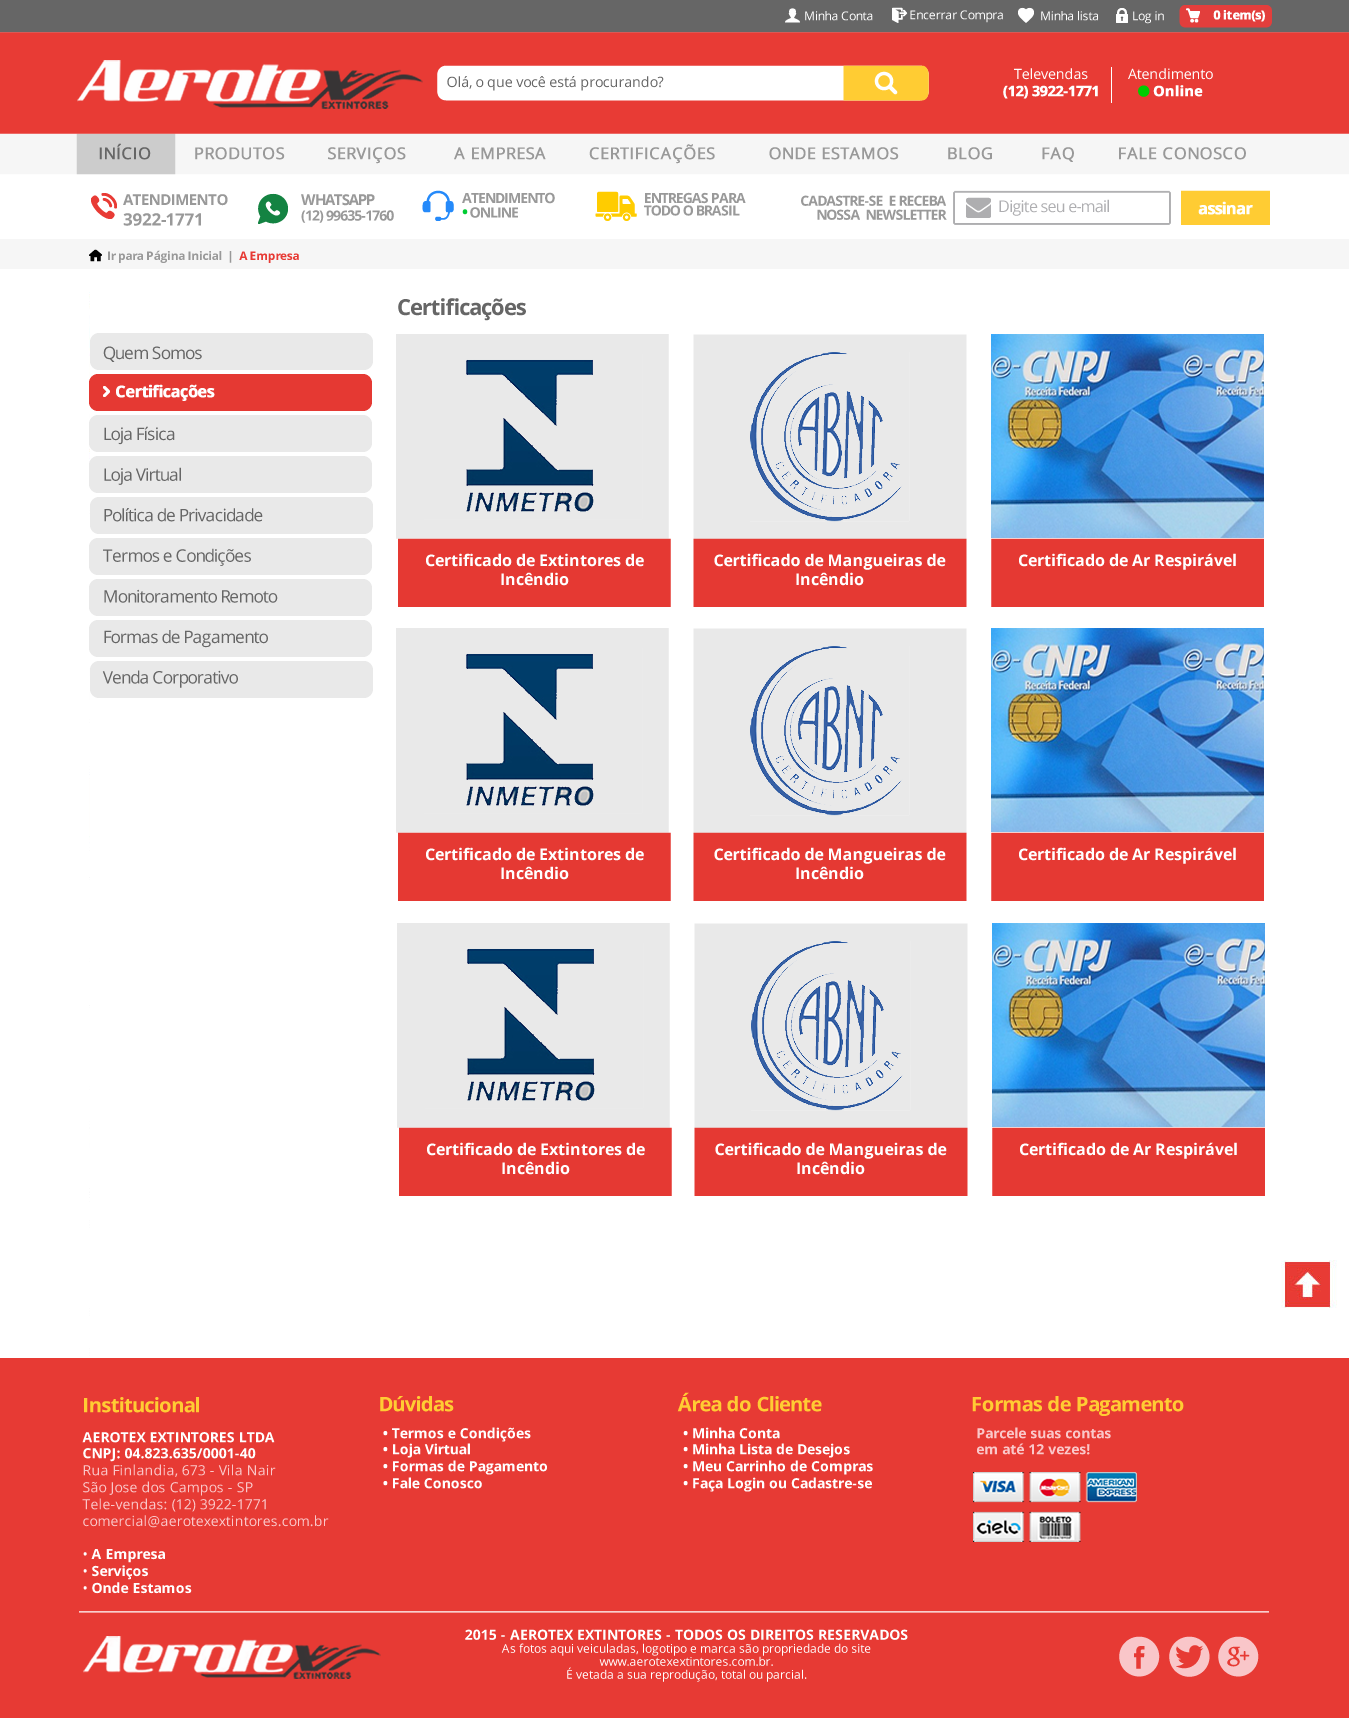 Minha Conta
Encerrar Compra
Minha lista
Log in
0 item(s)
Aerotex
EXTINTORES
Olá, o que você está procurando?
Televendas
(12) 3922-1771
Atendimento
Online
INÍCIO
PRODUTOS
SERVIÇOS
A EMPRESA
CERTIFICAÇÕES
ONDE ESTAMOS
BLOG
FAQ
FALE CONOSCO
ATENDIMENTO
3922-1771
WHATSAPP
(12) 99635-1760
ATENDIMENTO
• ONLINE
ENTREGAS PARA
TODO O BRASIL
CADASTRE-SE E RECEBA
NOSSA NEWSLETTER
Digite seu e-mail
assinar
Ir para Página Inicial | A Empresa
Certificações
Quem Somos
Certificações
Loja Física
Loja Virtual
Política de Privacidade
Termos e Condições
Monitoramento Remoto
Formas de Pagamento
Venda Corporativo
INMETRO
ABNT
CERTIFICADORA
e-CNPJ
Receita Federal
e-CP
Receita Fed
Certificado de Extintores de
Incêndio
Certificado de Mangueiras de
Incêndio
Certificado de Ar Respirável
INMETRO
ABNT
CERTIFICADORA
e-CNPJ
Receita Federal
e-CP
Receita Fed
Certificado de Extintores de
Incêndio
Certificado de Mangueiras de
Incêndio
Certificado de Ar Respirável
INMETRO
ABNT
CERTIFICADORA
e-CNPJ
Receita Federal
e-CP
Receita Fed
Certificado de Extintores de
Incêndio
Certificado de Mangueiras de
Incêndio
Certificado de Ar Respirável
Institucional
AEROTEX EXTINTORES LTDA
CNPJ: 04.823.635/0001-40
Rua Finlandia, 673 - Vila Nair
São Jose dos Campos - SP
Tele-vendas: (12) 3922-1771
comercial@aerotexextintores.com.br
• A Empresa
• Serviços
• Onde Estamos
Dúvidas
• Termos e Condições
• Loja Virtual
• Formas de Pagamento
• Fale Conosco
Área do Cliente
• Minha Conta
• Minha Lista de Desejos
• Meu Carrinho de Compras
• Faça Login ou Cadastre-se
Formas de Pagamento
Parcele suas contas
em até 12 vezes!
VISA
MasterCard
AMERICAN
EXPRESS
cielo
BOLETO
Aerotex
EXTINTORES
2015 - AEROTEX EXTINTORES - TODOS OS DIREITOS RESERVADOS
As fotos aqui veiculadas, logotipo e marca são propriedade do site
www.aerotexextintores.com.br.
É vetada a sua reprodução, total ou parcial.
f
g+